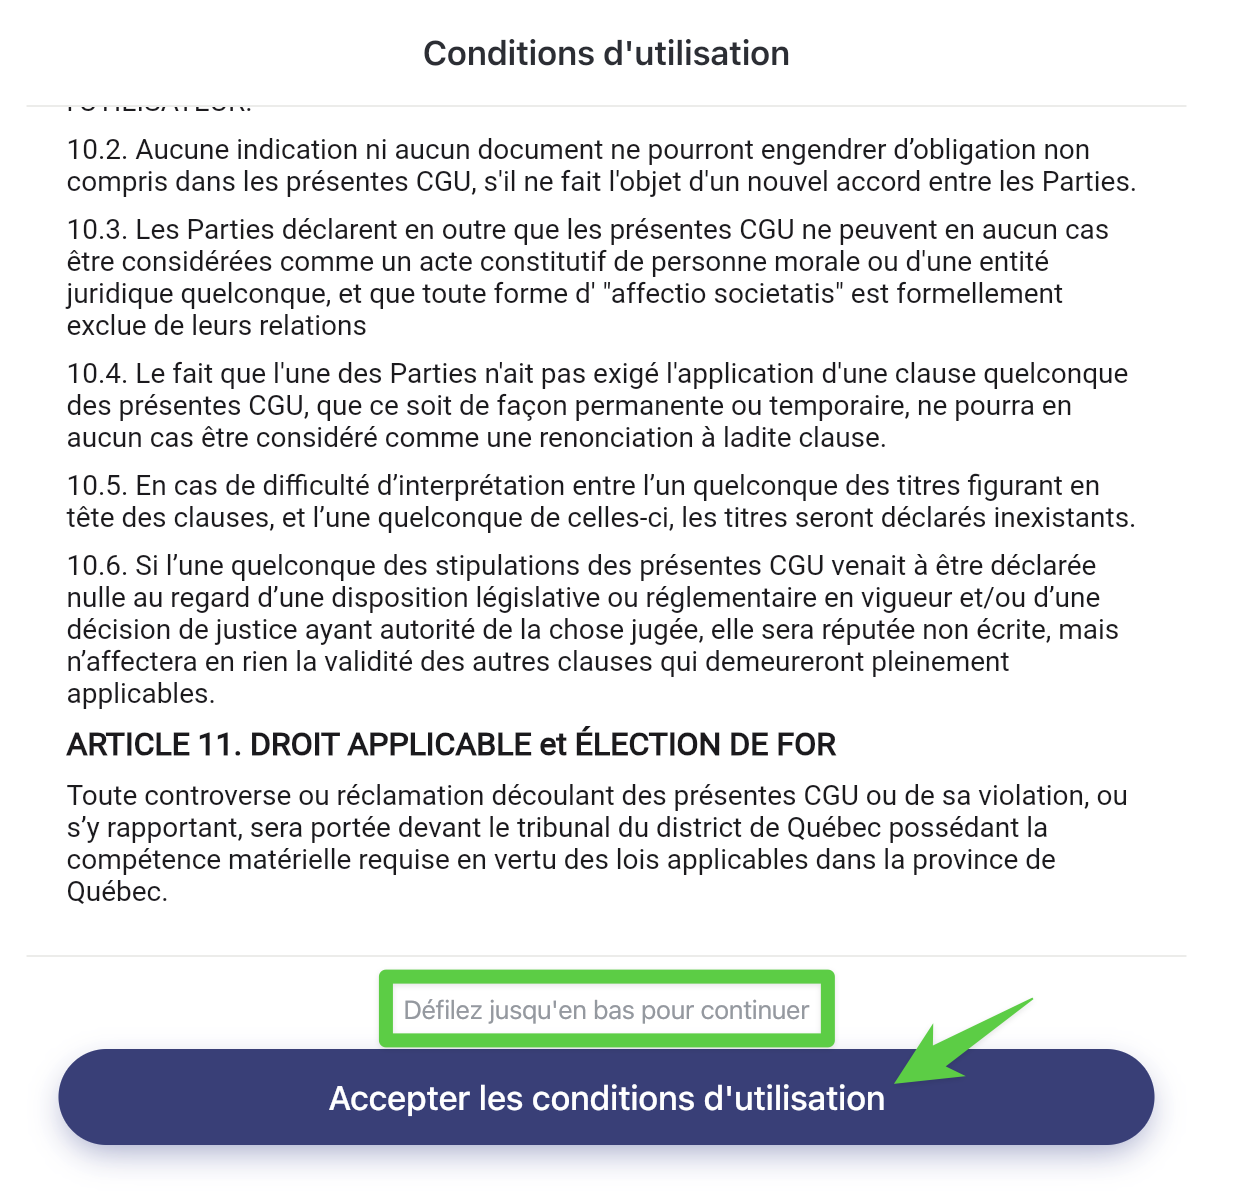 Conditions d'utilisation
10.2. Aucune indication ni aucun document ne pourront engendrer d’obligation non
compris dans les présentes CGU, s'il ne fait l'objet d'un nouvel accord entre les Parties.
10.3. Les Parties déclarent en outre que les présentes CGU ne peuvent en aucun cas
être considérées comme un acte constitutif de personne morale ou d'une entité
juridique quelconque, et que toute forme d' "affectio societatis" est formellement
exclue de leurs relations
10.4. Le fait que l'une des Parties n'ait pas exigé l'application d'une clause quelconque
des présentes CGU, que ce soit de façon permanente ou temporaire, ne pourra en
aucun cas être considéré comme une renonciation à ladite clause.
10.5. En cas de difficulté d’interprétation entre l’un quelconque des titres figurant en
tête des clauses, et l’une quelconque de celles-ci, les titres seront déclarés inexistants.
10.6. Si l’une quelconque des stipulations des présentes CGU venait à être déclarée
nulle au regard d’une disposition législative ou réglementaire en vigueur et/ou d’une
décision de justice ayant autorité de la chose jugée, elle sera réputée non écrite, mais
n’affectera en rien la validité des autres clauses qui demeureront pleinement
applicables.
ARTICLE 11. DROIT APPLICABLE et ÉLECTION DE FOR
Toute controverse ou réclamation découlant des présentes CGU ou de sa violation, ou
s’y rapportant, sera portée devant le tribunal du district de Québec possédant la
compétence matérielle requise en vertu des lois applicables dans la province de
Québec.
Défilez jusqu'en bas pour continuer
Accepter les conditions d'utilisation